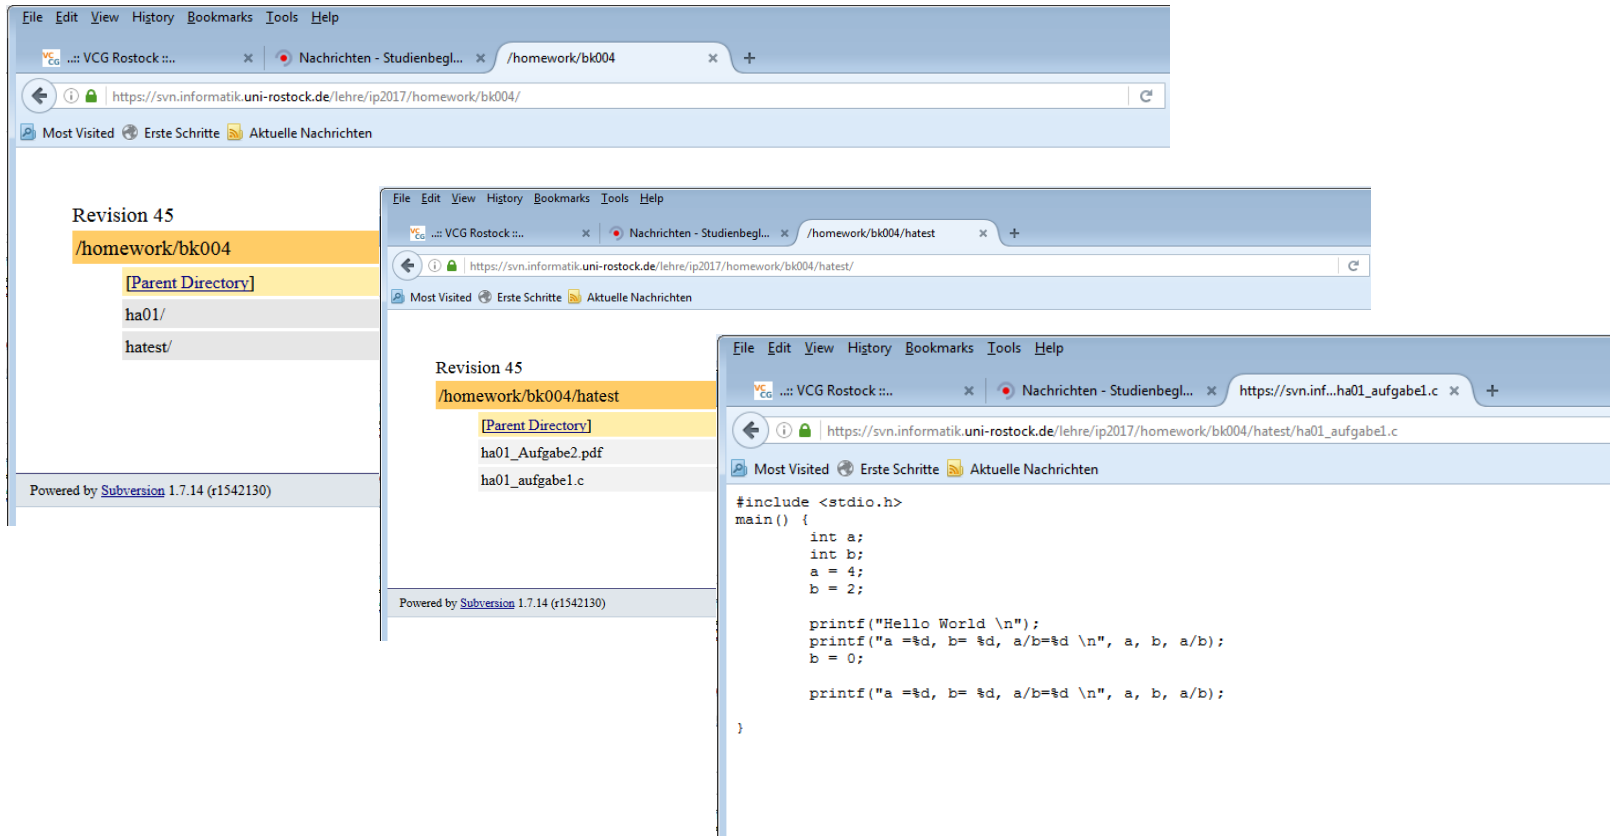 File Edit View History Bookmarks Tools Help
..:: VCG Rostock ::.. Nachrichten - Studienbegl... /homework/bk004
https://svn.informatik.uni-rostock.de/lehre/ip2017/homework/bk004/
Most Visited Erste Schritte Aktuelle Nachrichten
Revision 45
/homework/bk004
[Parent Directory]
ha01/
hatest/
Powered by Subversion 1.7.14 (r1542130)
File Edit View History Bookmarks Tools Help
..:: VCG Rostock ::.. Nachrichten - Studienbegl... /homework/bk004/hatest
https://svn.informatik.uni-rostock.de/lehre/ip2017/homework/bk004/hatest/
Most Visited Erste Schritte Aktuelle Nachrichten
Revision 45
/homework/bk004/hatest
[Parent Directory]
ha01_Aufgabe2.pdf
ha01_aufgabe1.c
Powered by Subversion 1.7.14 (r1542130)
File Edit View History Bookmarks Tools Help
..:: VCG Rostock ::.. Nachrichten - Studienbegl... https://svn.inf...ha01_aufgabe1.c
https://svn.informatik.uni-rostock.de/lehre/ip2017/homework/bk004/hatest/ha01_aufgabe1.c
Most Visited Erste Schritte Aktuelle Nachrichten
#include <stdio.h>
main() {
int a;
int b;
a = 4;
b = 2;
printf("Hello World \n");
printf("a =%d, b= %d, a/b=%d \n", a, b, a/b);
b = 0;
printf("a =%d, b= %d, a/b=%d \n", a, b, a/b);
}